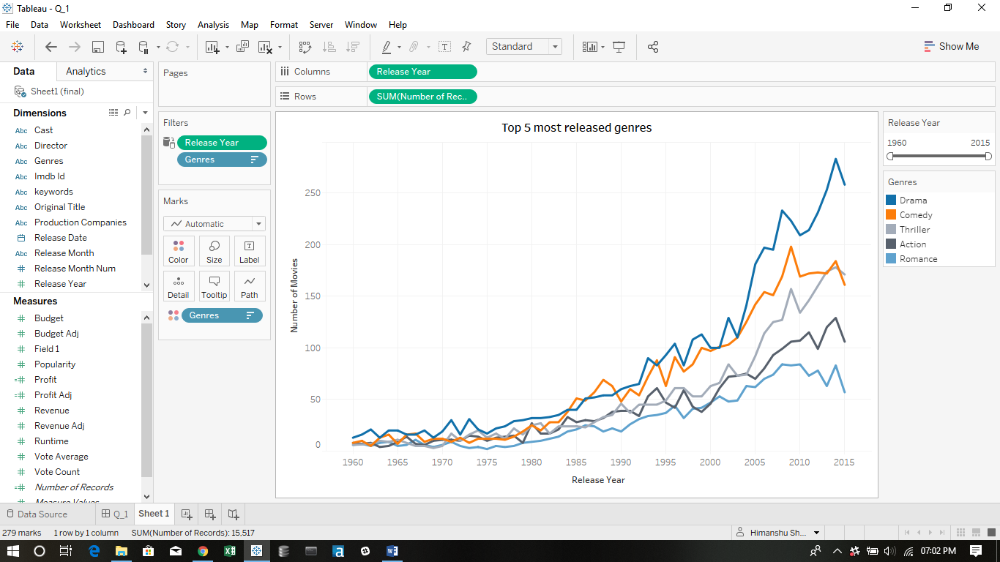 Tableau - Q_1
File Data Worksheet Dashboard Story Analysis Map Format Server Window Help
Standard
Show Me
Data Analytics
Sheet1 (final)
Dimensions
Abc Cast
Abc Director
Abc Genres
Abc Imdb Id
Abc keywords
Abc Original Title
Abc Production Companies
Release Date
Abc Release Month
# Release Month Num
# Release Year
Measures
# Budget
# Budget Adj
# Field 1
# Popularity
=# Profit
=# Profit Adj
# Revenue
# Revenue Adj
# Runtime
# Vote Average
# Vote Count
=# Number of Records
Measure Values
Pages
Filters
Release Year
Genres
Marks
Automatic
Color Size Label
Detail Tooltip Path
Genres
Columns Release Year
Rows SUM(Number of Rec..
Top 5 most released genres
Number of Movies
250
200
150
100
50
0
1960 1965 1970 1975 1980 1985 1990 1995 2000 2005 2010 2015
Release Year
Release Year
1960 2015
Genres
Drama
Comedy
Thriller
Action
Romance
Data Source Q_1 Sheet 1
279 marks 1 row by 1 column SUM(Number of Records): 15,517
Himanshu Sh...
07:02 PM